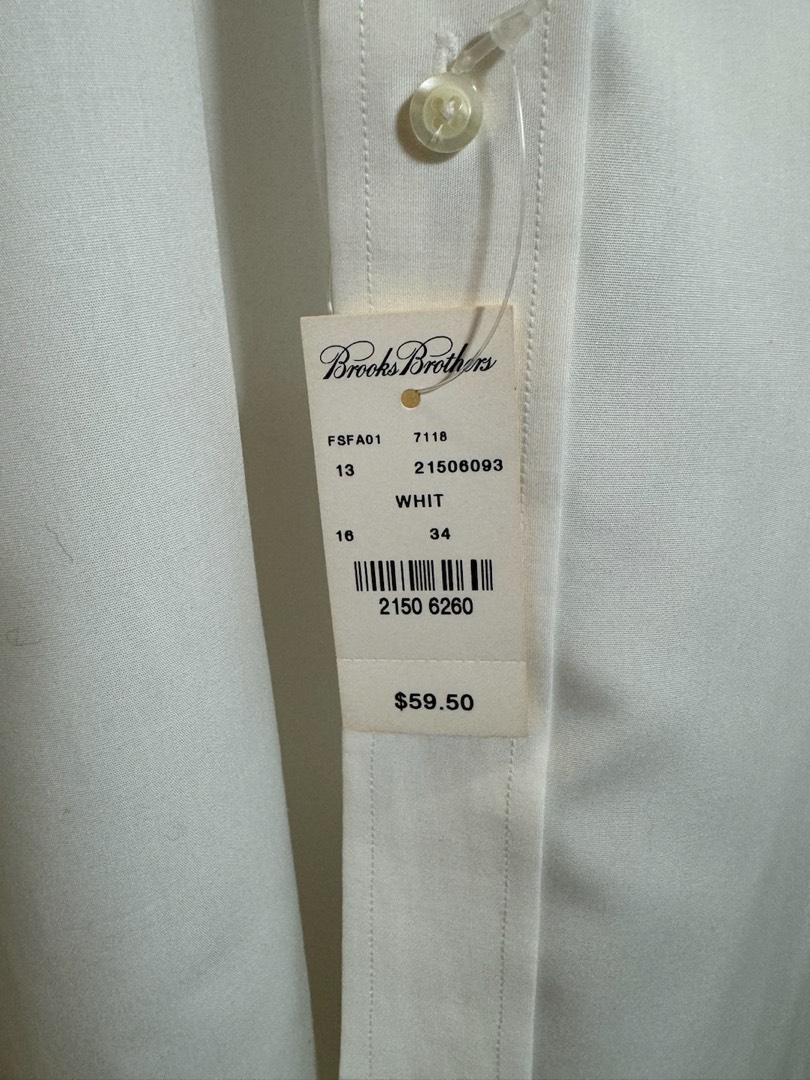 Brooks Brothers
FSFA01 7118
13 21506093
WHIT
16 34
2150 6260
$59.50